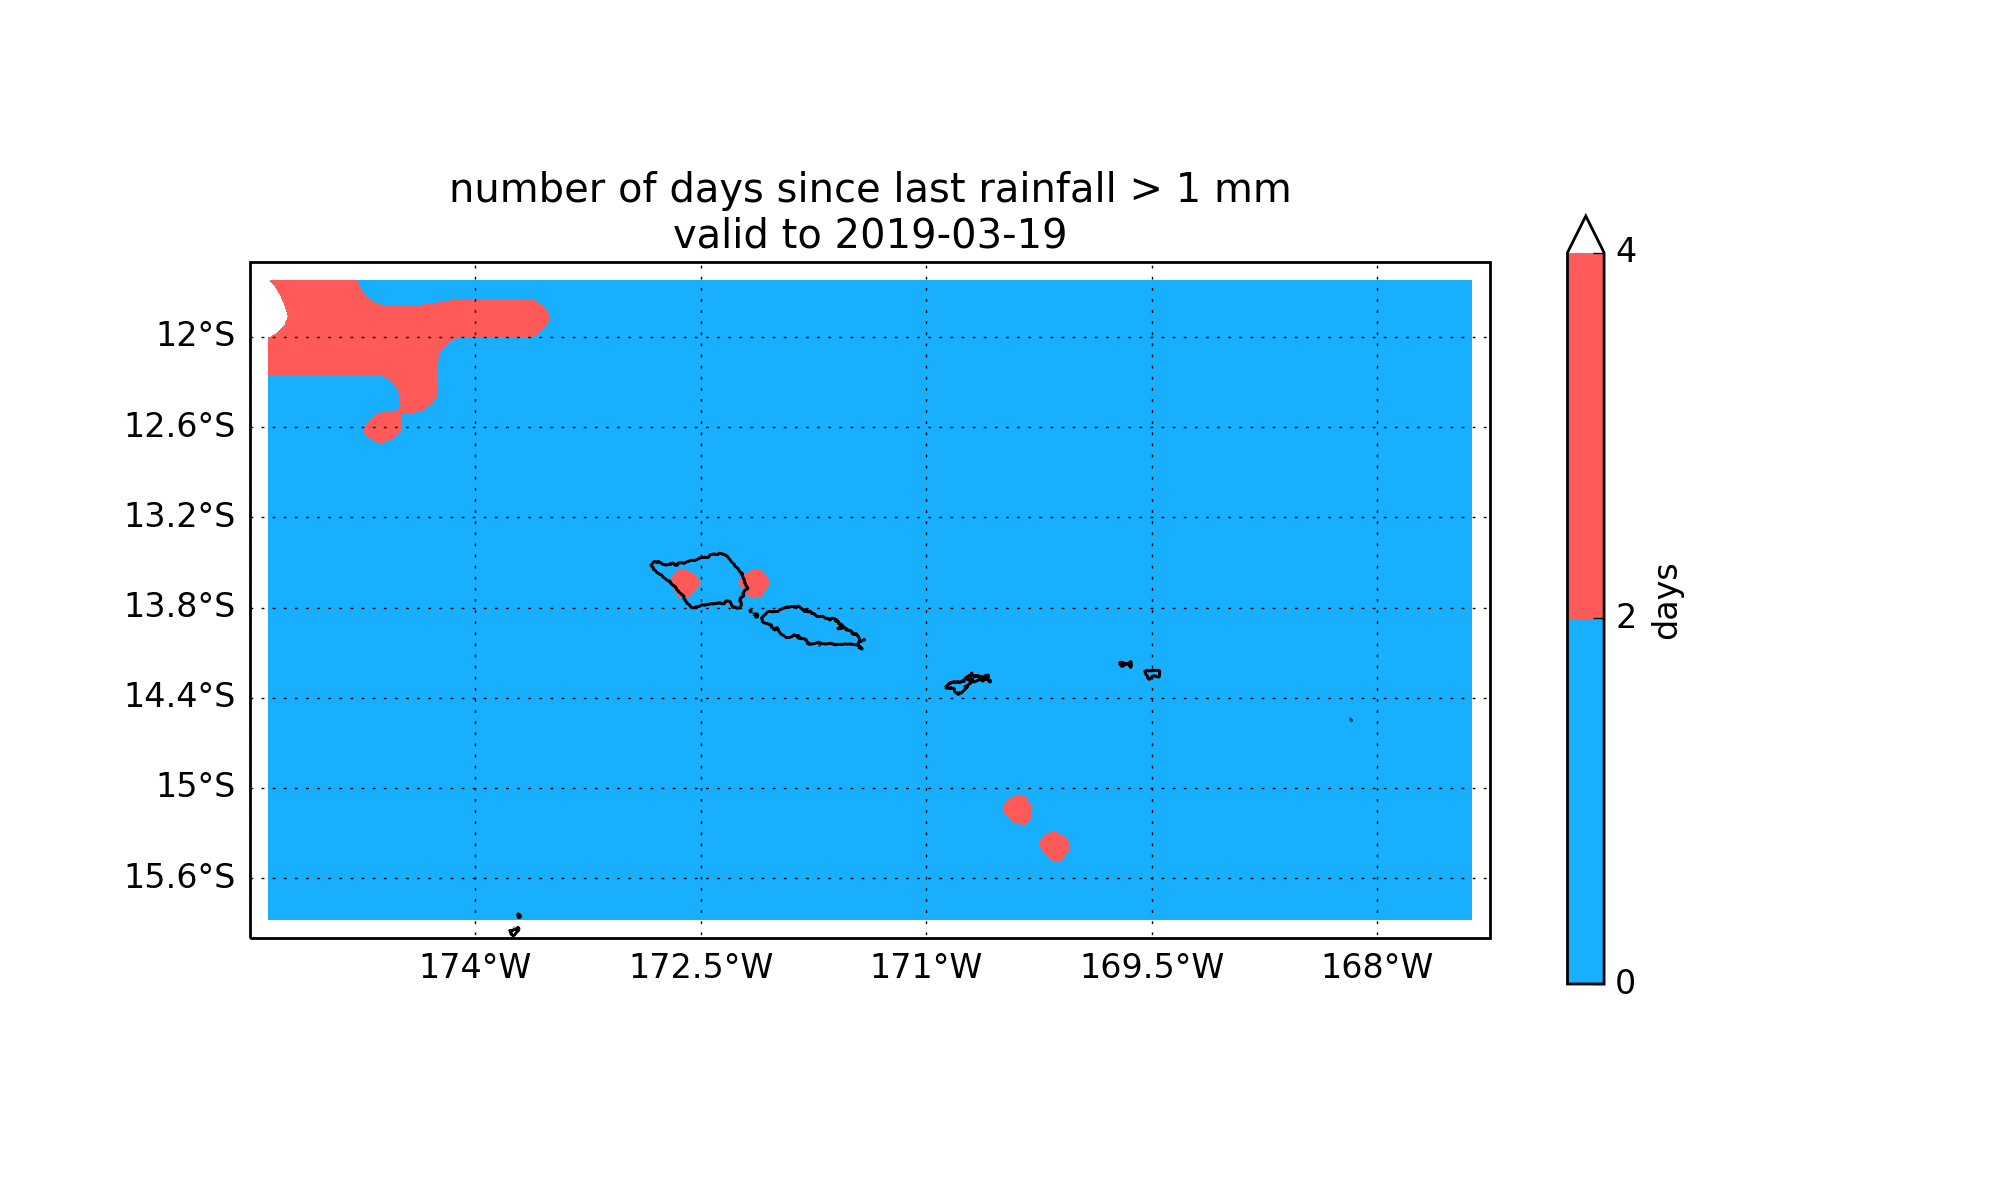 number of days since last rainfall > 1 mm
valid to 2019-03-19
12°S
12.6°S
13.2°S
13.8°S
14.4°S
15°S
15.6°S
174°W
172.5°W
171°W
169.5°W
168°W
4
2
0
days